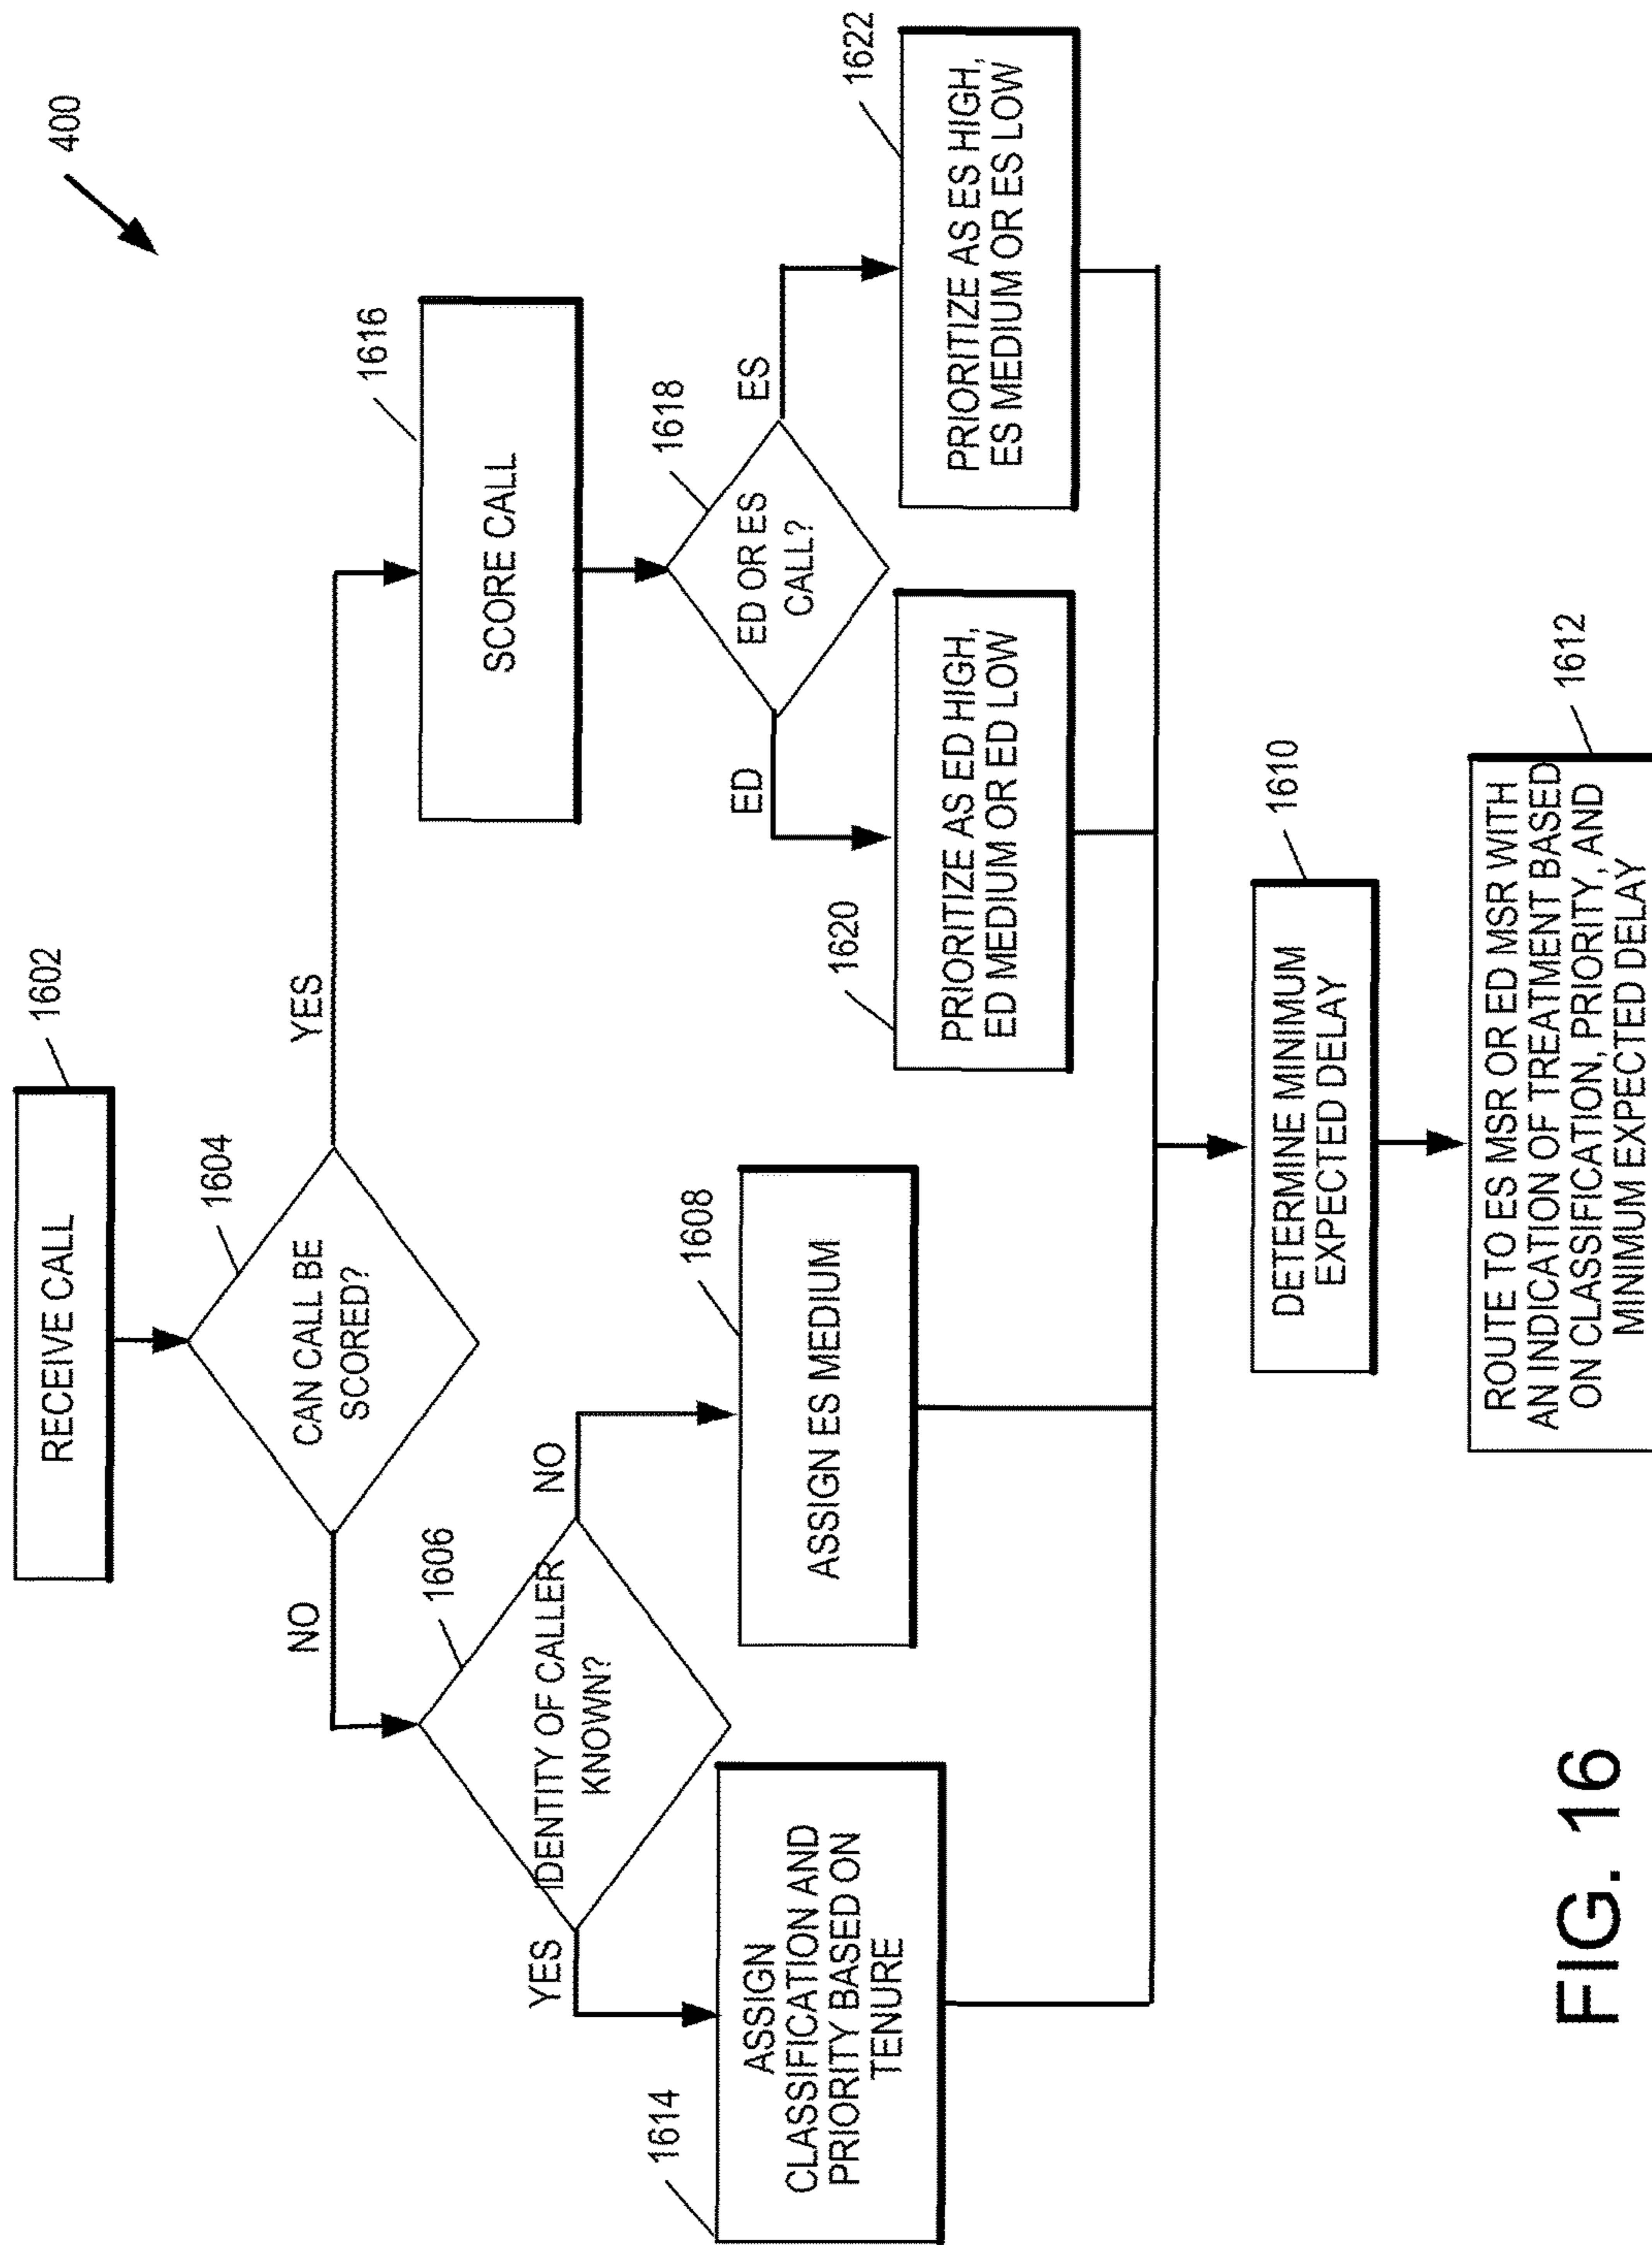 400
RECEIVE CALL
1602
CAN CALL BE
SCORED?
1604
NO
YES
IDENTITY OF CALLER
KNOWN?
1606
SCORE CALL
1616
YES
NO
ED OR ES
CALL?
1618
ED
ES
1614
ASSIGN
CLASSIFICATION AND
PRIORITY BASED ON
TENURE
ASSIGN ES MEDIUM
1608
1620
PRIORITIZE AS ED HIGH,
ED MEDIUM OR ED LOW
PRIORITIZE AS ES HIGH,
ES MEDIUM OR ES LOW
1622
DETERMINE MINIMUM
EXPECTED DELAY
1610
ROUTE TO ES MSR OR ED MSR WITH
AN INDICATION OF TREATMENT BASED
ON CLASSIFICATION, PRIORITY, AND
MINIMUM EXPECTED DELAY
1612
FIG. 16